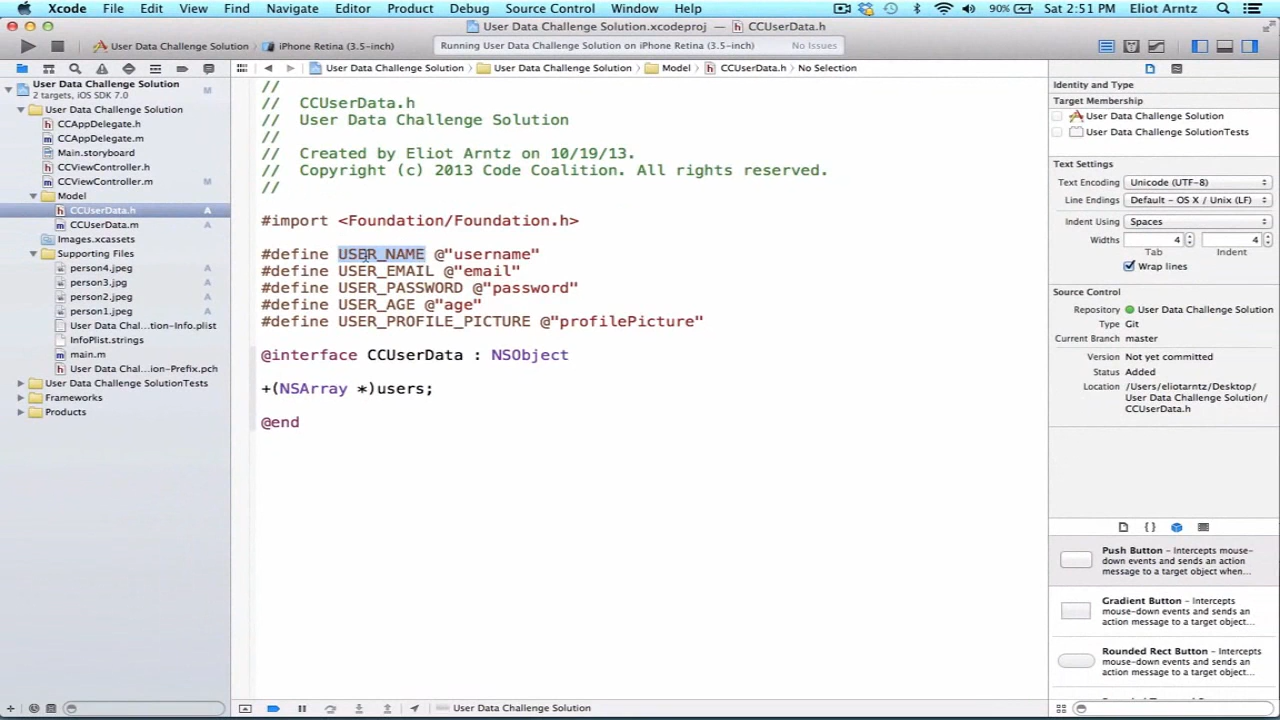 Xcode File Edit View Find Navigate Editor Product Debug Source Control Window Help 90% Sat 2:51 PM Eliot Arntz
User Data Challenge Solution.xcodeproj — CCUserData.h
User Data Challenge Solution iPhone Retina (3.5-inch) Running User Data Challenge Solution on iPhone Retina (3.5-inch) No Issues
User Data Challenge Solution User Data Challenge Solution Model CCUserData.h No Selection
User Data Challenge Solution M
2 targets, iOS SDK 7.0
User Data Challenge Solution
CCAppDelegate.h
CCAppDelegate.m
Main.storyboard
CCViewController.h
CCViewController.m M
Model
CCUserData.h A
CCUserData.m A
Images.xcassets
Supporting Files
person4.jpeg A
person3.jpg A
person2.jpeg A
person1.jpeg A
User Data Chal...tion-Info.plist
InfoPlist.strings
main.m
User Data Chal...ion-Prefix.pch
User Data Challenge SolutionTests
Frameworks
Products
//
// CCUserData.h
// User Data Challenge Solution
//
// Created by Eliot Arntz on 10/19/13.
// Copyright (c) 2013 Code Coalition. All rights reserved.
//
#import <Foundation/Foundation.h>
#define USER_NAME @"username"
#define USER_EMAIL @"email"
#define USER_PASSWORD @"password"
#define USER_AGE @"age"
#define USER_PROFILE_PICTURE @"profilePicture"
@interface CCUserData : NSObject
+(NSArray *)users;
@end
Identity and Type
Target Membership
User Data Challenge Solution
User Data Challenge SolutionTests
Text Settings
Text Encoding Unicode (UTF-8)
Line Endings Default - OS X / Unix (LF)
Indent Using Spaces
Widths 4 4
Tab Indent
Wrap lines
Source Control
Repository User Data Challenge Solution
Type Git
Current Branch master
Version Not yet committed
Status Added
Location /Users/eliotarntz/Desktop/
User Data Challenge Solution/
CCUserData.h
Push Button - Intercepts mouse-
down events and sends an action
message to a target object when...
Gradient Button - Intercepts
mouse-down events and sends an
action message to a target object...
Rounded Rect Button - Intercepts
mouse-down events and sends an
action message to a target object...
User Data Challenge Solution